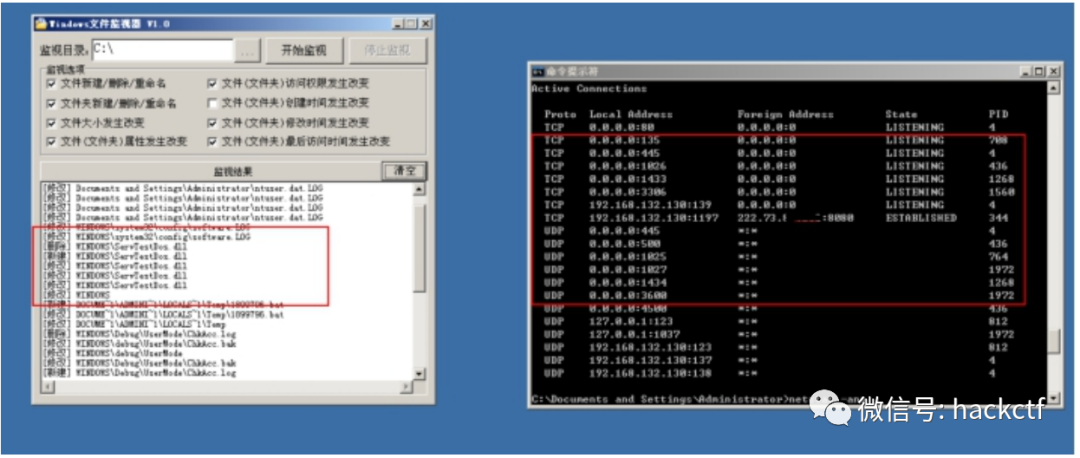 Windows文件监视器 V1.0
监视目录: C:\ ... 开始监视 停止监视
监视选项
文件新建/删除/重命名 文件(文件夹)访问权限发生改变
文件夹新建/删除/重命名 文件(文件夹)创建时间发生改变
文件大小发生改变 文件(文件夹)修改时间发生改变
文件(文件夹)属性发生改变 文件(文件夹)最后访问时间发生改变
监视结果 清空
[修改] Documents and Settings\Administrator\ntuser.dat.LOG
[修改] Documents and Settings\Administrator\ntuser.dat.LOG
[修改] Documents and Settings\Administrator\ntuser.dat.LOG
[修改] Documents and Settings\Administrator\ntuser.dat.LOG
[修改] WINDOWS\system32\config\software.LOG
[修改] WINDOWS\system32\config\software.LOG
[删除] WINDOWS\ServTestDos.dll
[新建] WINDOWS\ServTestDos.dll
[修改] WINDOWS\ServTestDos.dll
[修改] WINDOWS\ServTestDos.dll
[修改] WINDOWS\ServTestDos.dll
[修改] WINDOWS
[新建] DOCUME~1\ADMINI~1\LOCALS~1\Temp\1099796.bat
[修改] DOCUME~1\ADMINI~1\LOCALS~1\Temp\1099796.bat
[修改] DOCUME~1\ADMINI~1\LOCALS~1\Temp
[删除] WINDOWS\Debug\UserMode\ChkAcc.log
[修改] WINDOWS\debug\UserMode\ChkAcc.bak
[修改] WINDOWS\debug\UserMode
[修改] WINDOWS\Debug\UserMode\ChkAcc.bak
[新建] WINDOWS\Debug\UserMode\ChkAcc.log
命令提示符
Active Connections
Proto Local Address Foreign Address State PID
TCP 0.0.0.0:80 0.0.0.0:0 LISTENING 4
TCP 0.0.0.0:135 0.0.0.0:0 LISTENING 708
TCP 0.0.0.0:445 0.0.0.0:0 LISTENING 4
TCP 0.0.0.0:1026 0.0.0.0:0 LISTENING 436
TCP 0.0.0.0:1433 0.0.0.0:0 LISTENING 1268
TCP 0.0.0.0:3306 0.0.0.0:0 LISTENING 1560
TCP 192.168.132.130:139 0.0.0.0:0 LISTENING 4
TCP 192.168.132.130:1197 222.73. :8080 ESTABLISHED 344
UDP 0.0.0.0:445 *:* 4
UDP 0.0.0.0:500 *:* 436
UDP 0.0.0.0:1025 *:* 764
UDP 0.0.0.0:1027 *:* 1972
UDP 0.0.0.0:1434 *:* 1268
UDP 0.0.0.0:3600 *:* 1972
UDP 0.0.0.0:4500 *:* 436
UDP 127.0.0.1:123 *:* 812
UDP 127.0.0.1:1037 *:* 1972
UDP 192.168.132.130:123 *:* 812
UDP 192.168.132.130:137 *:* 4
UDP 192.168.132.130:138 *:* 4
C:\Documents and Settings\Administrator>net
微信号: hackctf